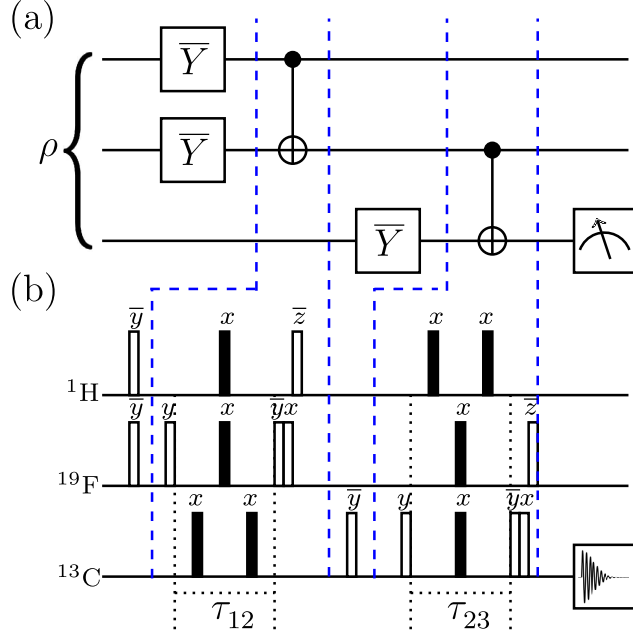 (a)
Y̅
ρ
Y̅
Y̅
(b)
y̅ x z̅ x x
¹H
y̅ y x y̅ x x z̅
¹⁹F
x x y̅ y x y̅ x
¹³C
τ₁₂ τ₂₃